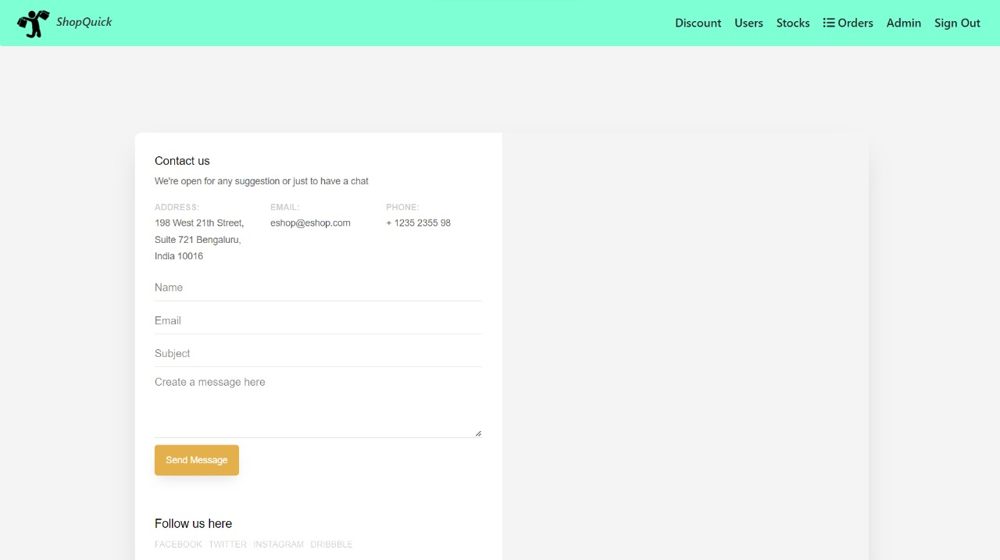 ShopQuick
Discount Users Stocks Orders Admin Sign Out
Contact us
We're open for any suggestion or just to have a chat
ADDRESS:
198 West 21th Street,
Suite 721 Bengaluru,
India 10016
EMAIL:
eshop@eshop.com
PHONE:
+ 1235 2355 98
Name
Email
Subject
Create a message here
Send Message
Follow us here
FACEBOOK TWITTER INSTAGRAM DRIBBBLE